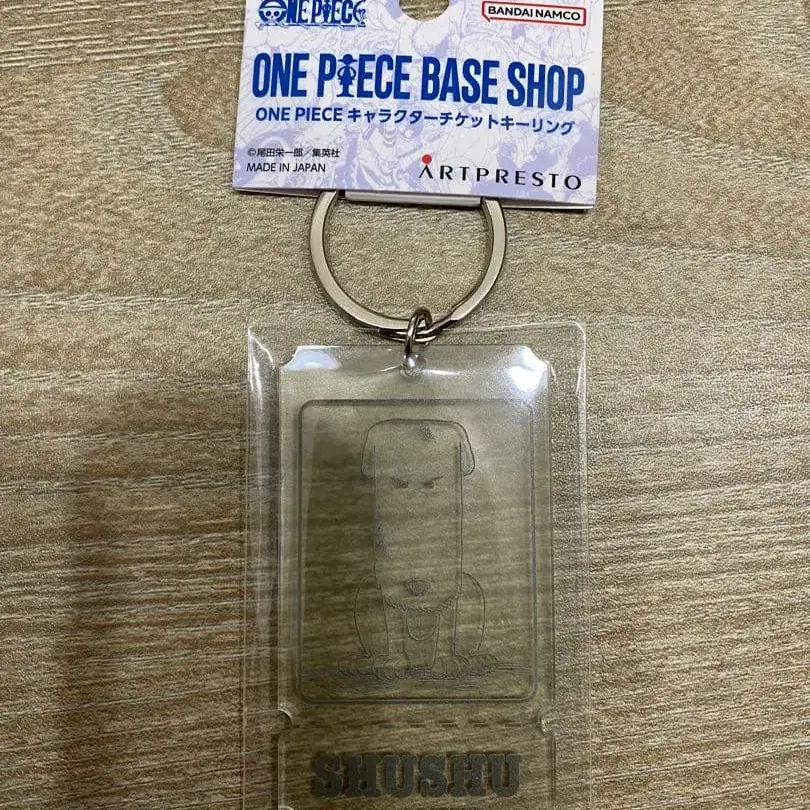 ONE PIECE
BANDAI NAMCO
ONE PIECE BASE SHOP
ONE PIECE キャラクターチケットキーリング
©尾田栄一郎／集英社
MADE IN JAPAN
ARTPRESTO
SHUSHU